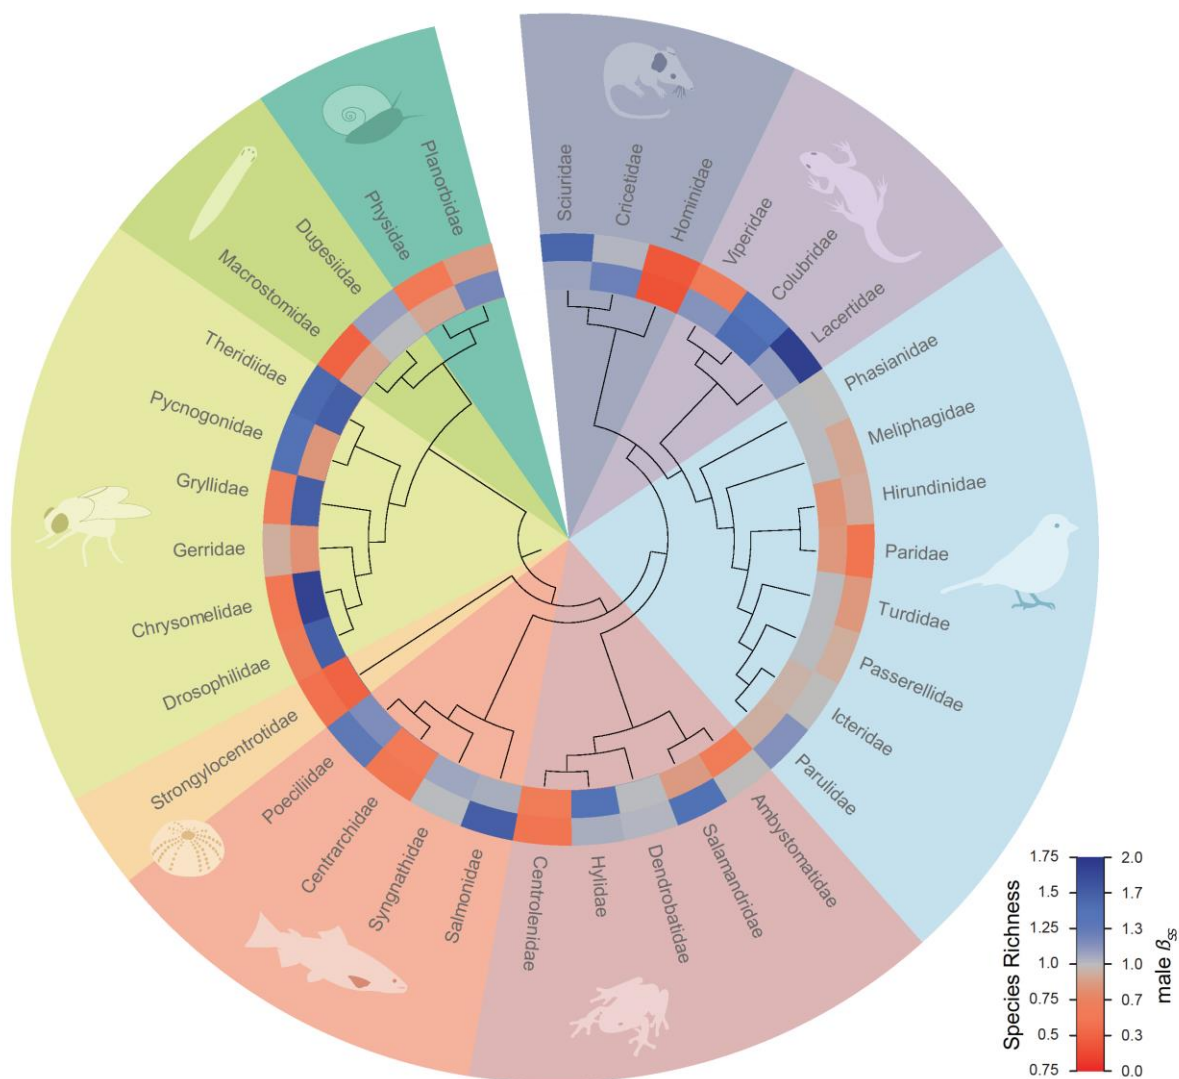 Sciuridae
Cricetidae
Hominidae
Viperidae
Colubridae
Lacertidae
Phasianidae
Meliphagidae
Hirundinidae
Paridae
Turdidae
Passerellidae
Icteridae
Parulidae
Ambystomatidae
Salamandridae
Dendrobatidae
Hylidae
Centrolenidae
Salmonidae
Syngnathidae
Centrarchidae
Poeciliidae
Strongylocentrotidae
Drosophilidae
Chrysomelidae
Gerridae
Gryllidae
Pycnogonidae
Theridiidae
Macrostomidae
Dugesiidae
Physidae
Planorbidae
Species Richness
1.75
1.5
1.25
1.0
0.75
0.5
0.75
2.0
1.7
1.3
1.0
0.7
0.3
0.0
male ß_ss